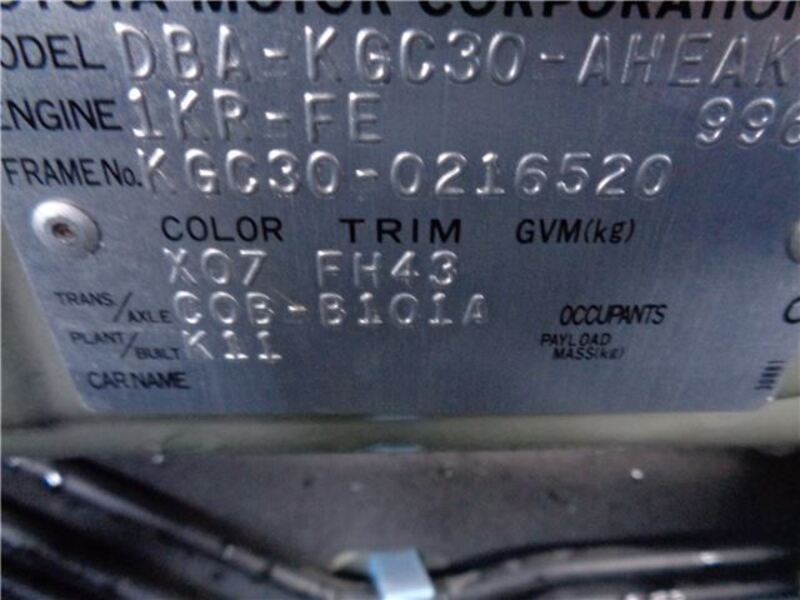 TOYOTA MOTOR CORPORATION
MODEL DBA-KGC30-AHEAK
ENGINE 1KR-FE 996
FRAME No. KGC30-0216520
COLOR TRIM GVM(kg)
X07 FH43
TRANS/AXLE C0B-B101A OCCUPANTS
PLANT/BUILT K11 PAYLOAD MASS(kg)
CAR NAME